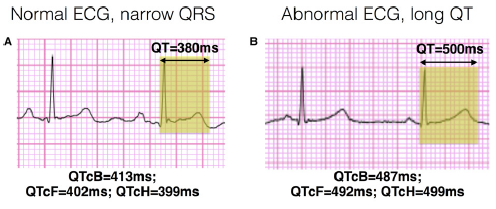 Normal ECG, narrow QRS
A
QT=380ms
QTcB=413ms;
QTcF=402ms; QTcH=399ms
Abnormal ECG, long QT
B
QT=500ms
QTcB=487ms;
QTcF=492ms; QTcH=499ms